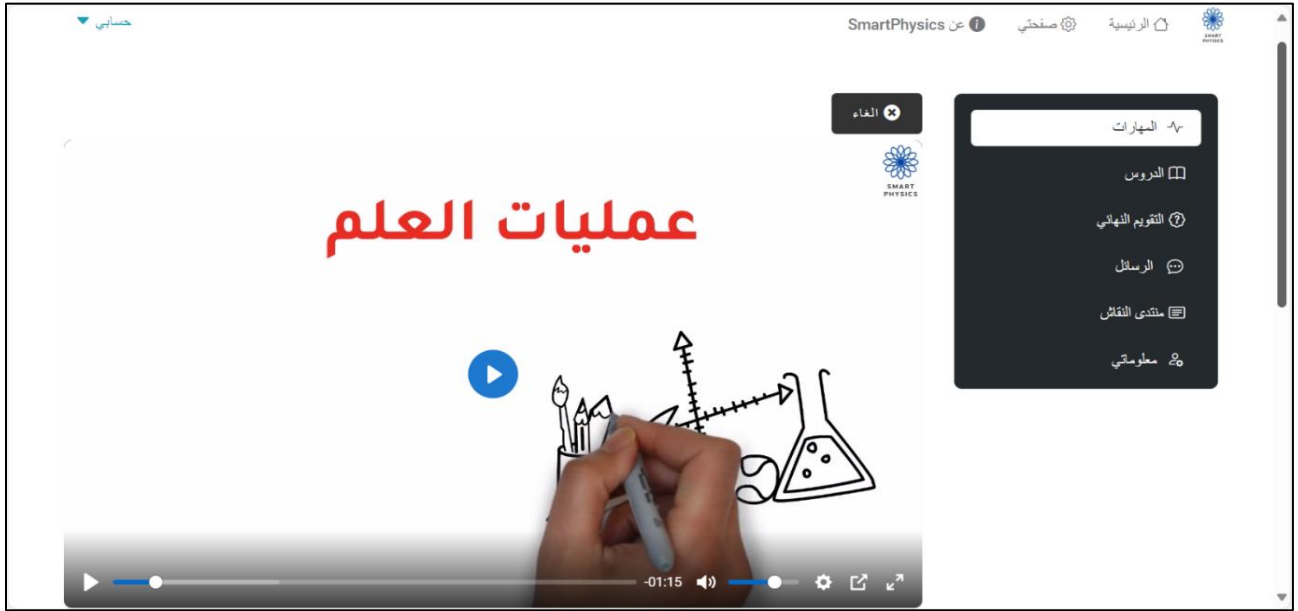 SMART
PHYSICS
الرئيسية
صفحتي
عن SmartPhysics
حسابي
المهارات
الدروس
التقويم النهائي
الرسائل
منتدى النقاش
معلوماتي
الغاء
SMART
PHYSICS
عمليات العلم
-01:15